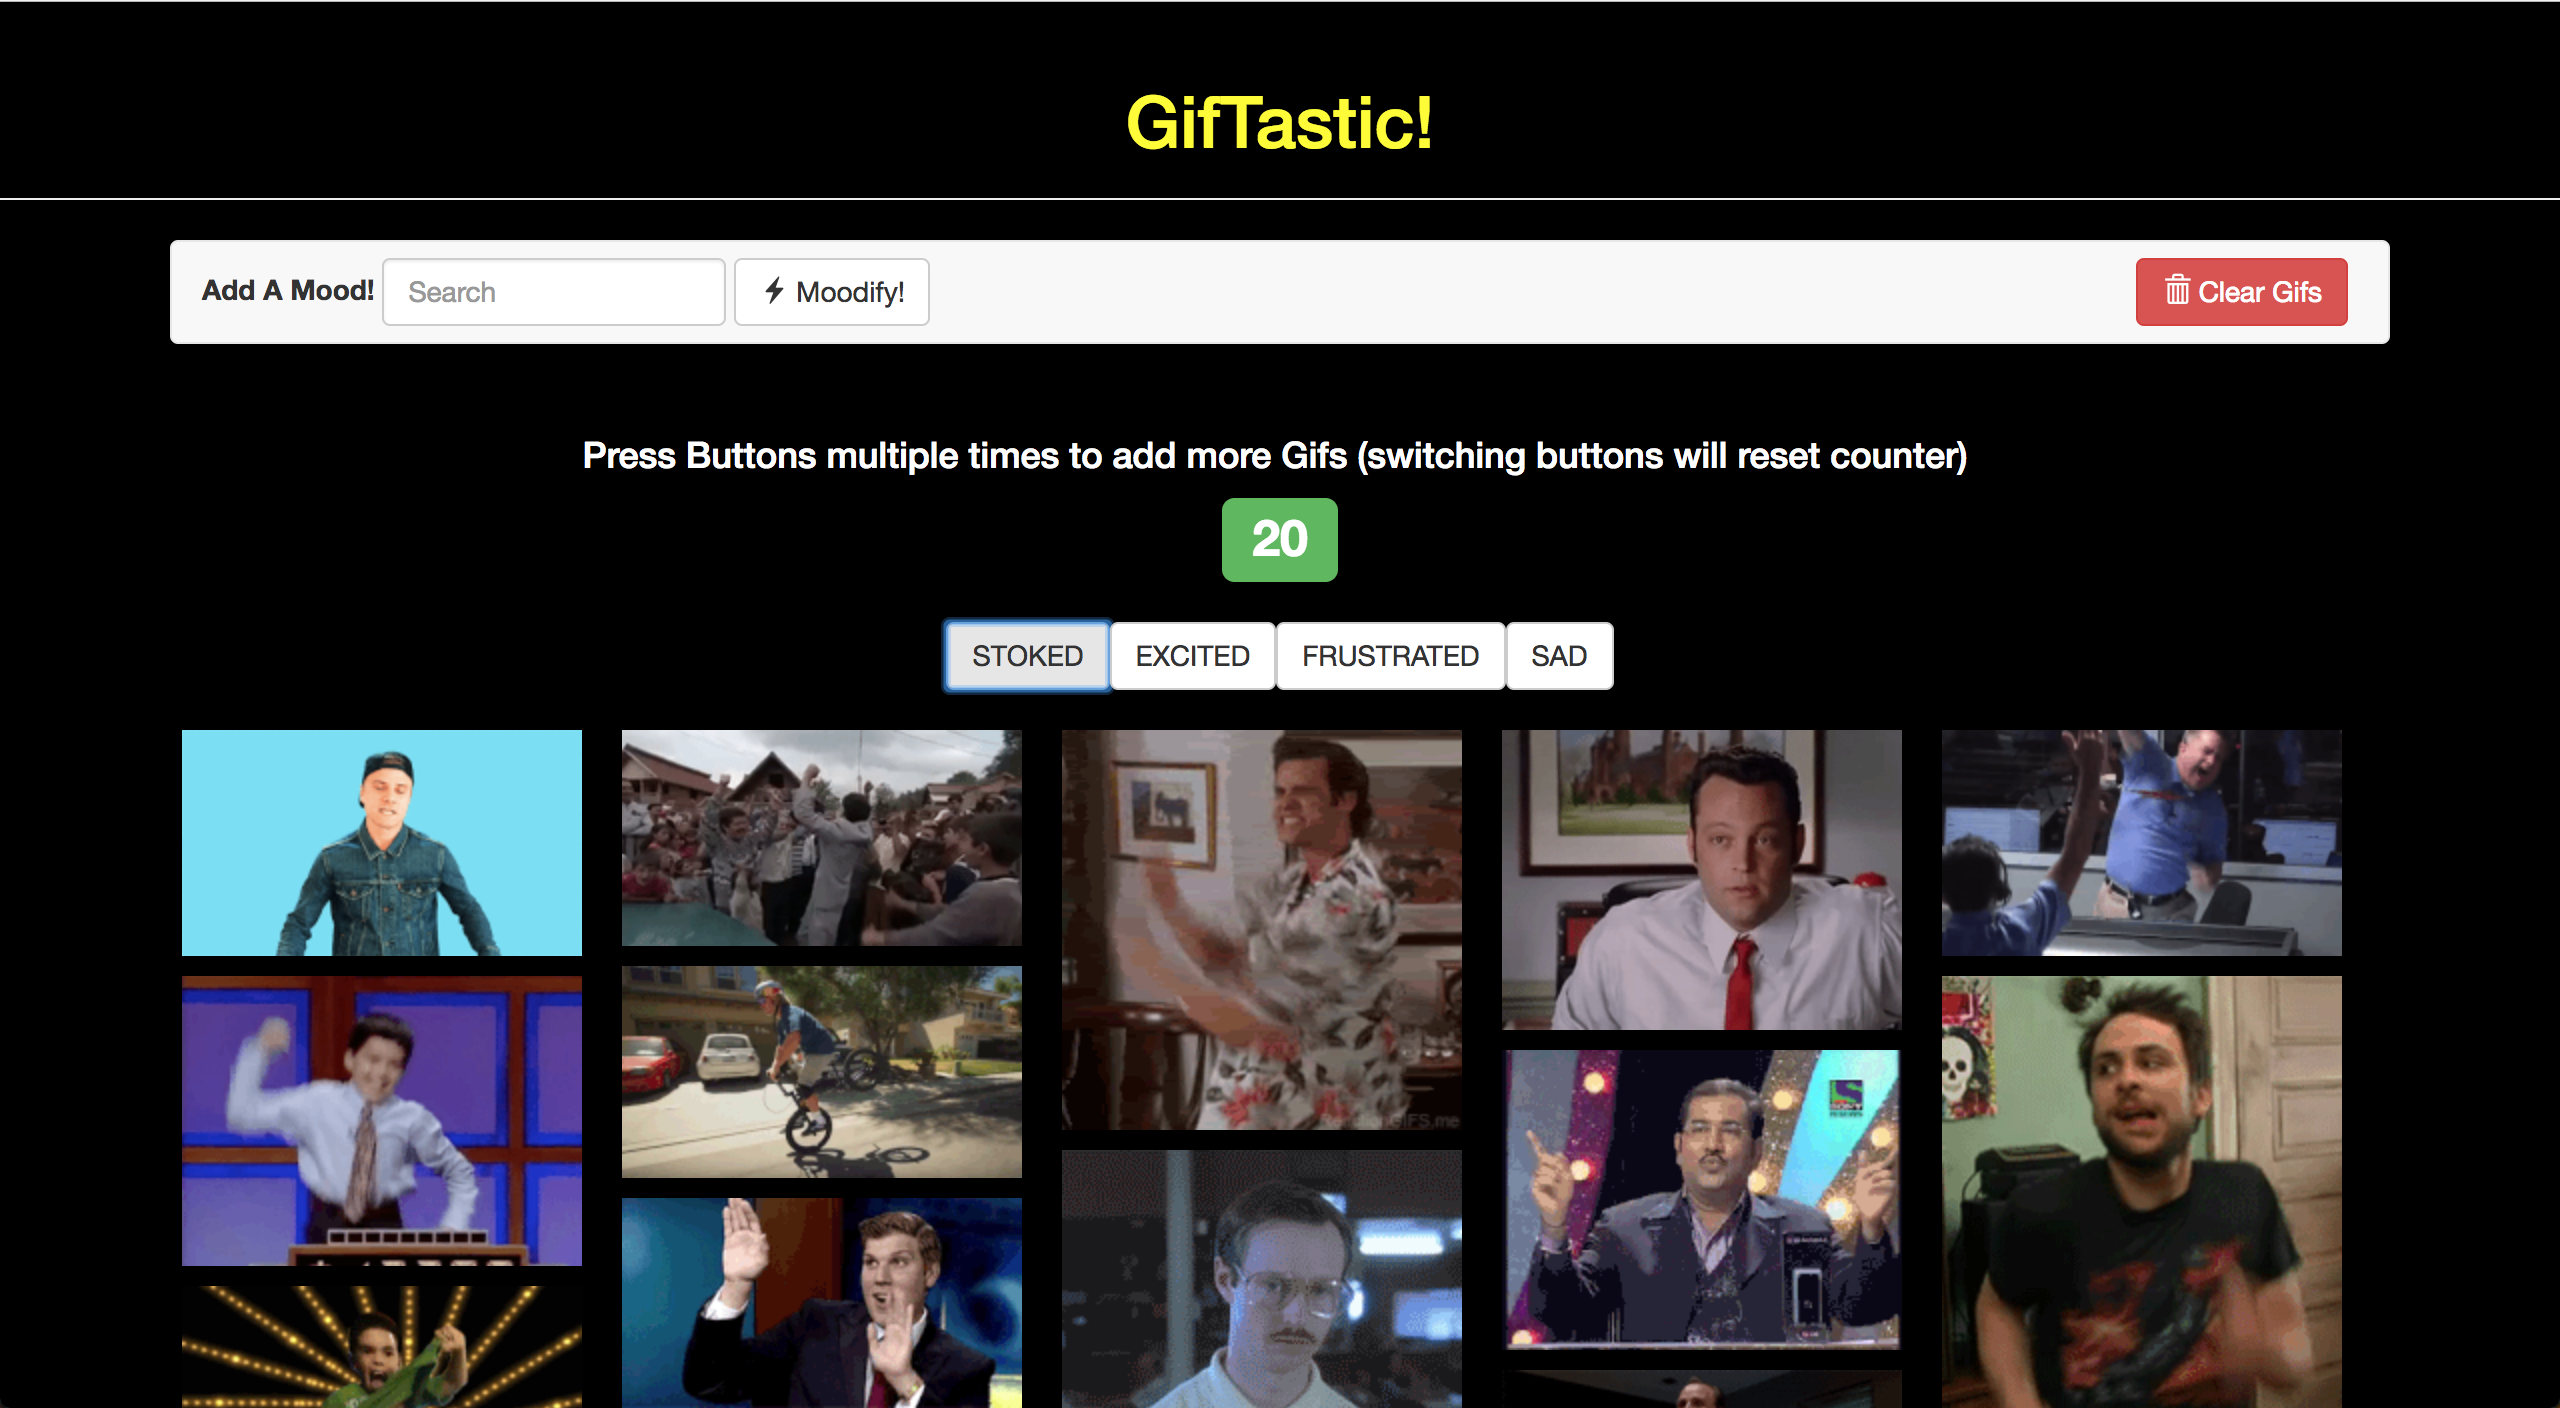 GifTastic!
Add A Mood! Search Moodify! Clear Gifs
Press Buttons multiple times to add more Gifs (switching buttons will reset counter)
20
STOKED EXCITED FRUSTRATED SAD